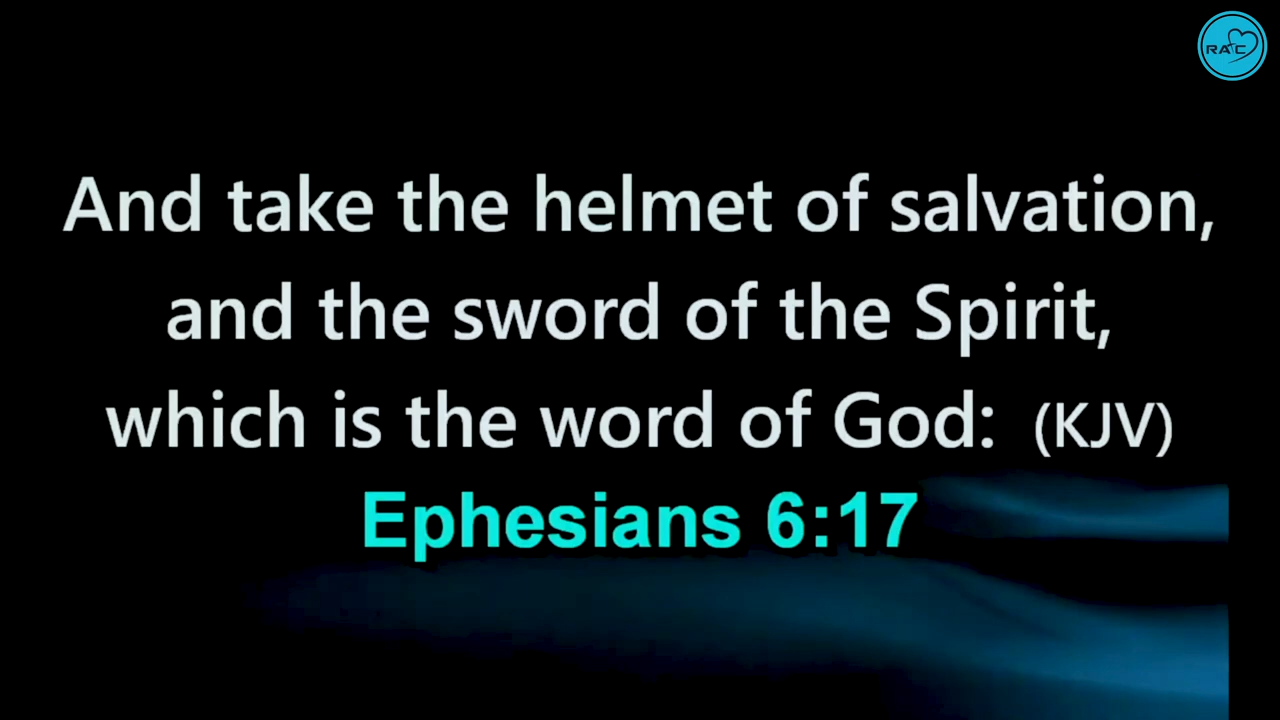 RAC
And take the helmet of salvation,
and the sword of the Spirit,
which is the word of God: (KJV)
Ephesians 6:17